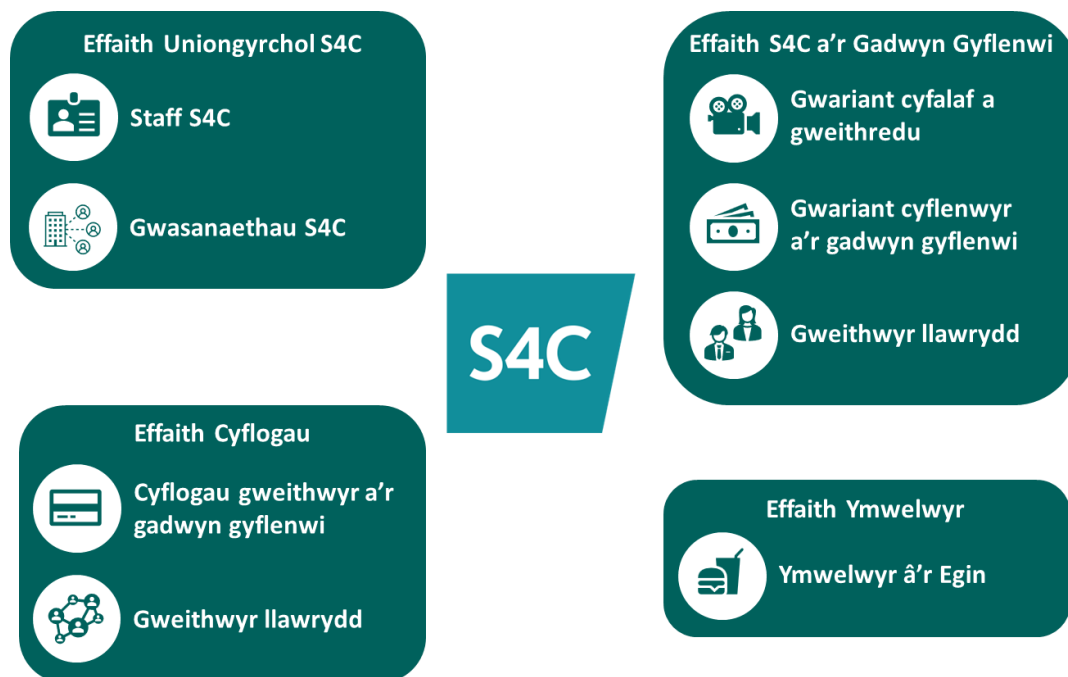 Effaith Uniongyrchol S4C
Staff S4C
Gwasanaethau S4C
Effaith S4C a'r Gadwyn Gyflenwi
Gwariant cyfalaf a
gweithredu
Gwariant cyflenwyr
a'r gadwyn gyflenwi
Gweithwyr llawrydd
S4C
Effaith Cyflogau
Cyflogau gweithwyr a'r
gadwyn gyflenwi
Gweithwyr llawrydd
Effaith Ymwelwyr
Ymwelwyr â'r Egin